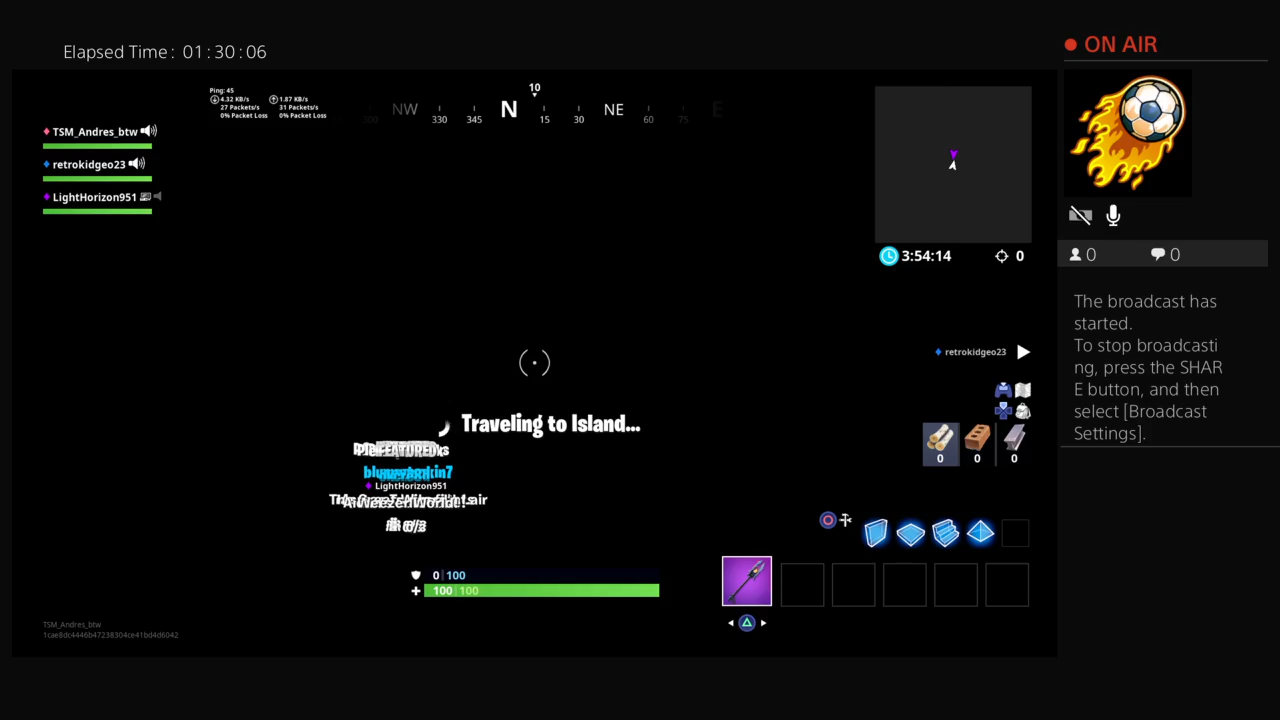 Elapsed Time: 01:30:06
ON AIR
Ping: 45
4.32 KB/s
27 Packets/s
0% Packet Loss
1.87 KB/s
31 Packets/s
0% Packet Loss
10
300 NW 330 345 N 15 30 NE 60 75 E
TSM_Andres_btw
retrokidgeo23
LightHorizon951
3:54:14
0
0
0
The broadcast has
started.
To stop broadcasti
ng, press the SHAR
E button, and then
select [Broadcast
Settings].
retrokidgeo23
Traveling to Island...
FEATURED
LightHorizon951
0 0 0
0 | 100
100 | 100
TSM_Andres_btw
1cae8dc4446b47238304ce41bd4d6042